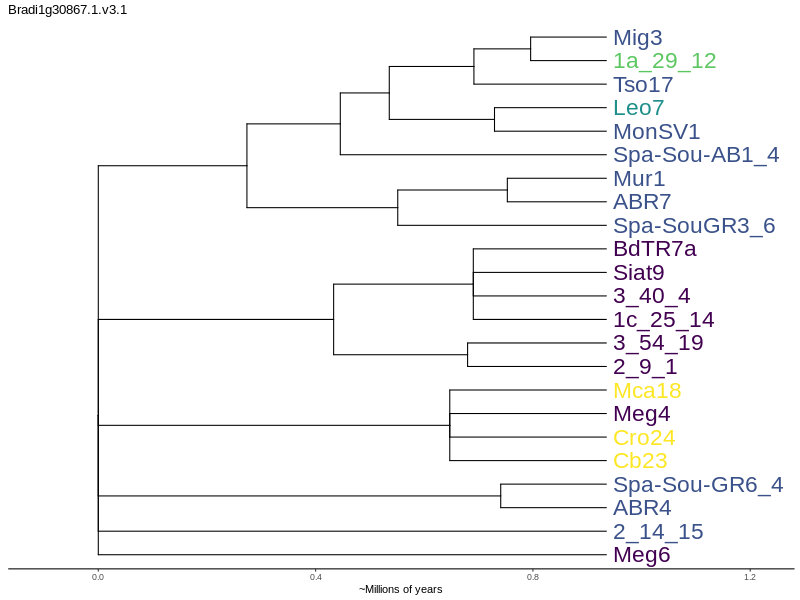 Bradi1g30867.1.v3.1
Mig3
1a_29_12
Tso17
Leo7
MonSV1
Spa-Sou-AB1_4
Mur1
ABR7
Spa-SouGR3_6
BdTR7a
Siat9
3_40_4
1c_25_14
3_54_19
2_9_1
Mca18
Meg4
Cro24
Cb23
Spa-Sou-GR6_4
ABR4
2_14_15
Meg6
0.0 0.4 0.8 1.2
~Millions of years